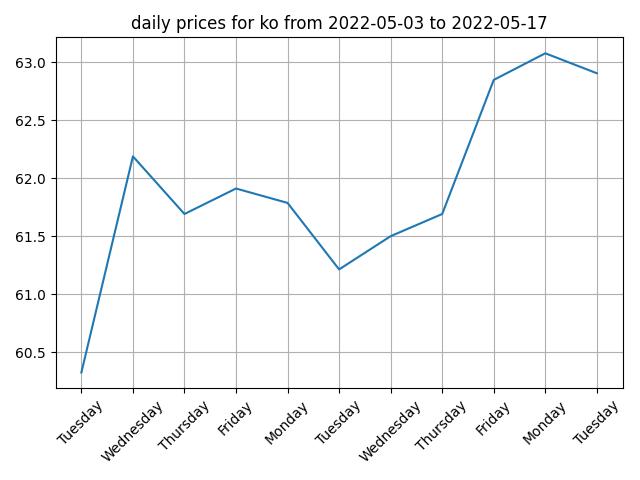 daily prices for ko from 2022-05-03 to 2022-05-17
63.0
62.5
62.0
61.5
61.0
60.5
Tuesday
Wednesday
Thursday
Friday
Monday
Tuesday
Wednesday
Thursday
Friday
Monday
Tuesday